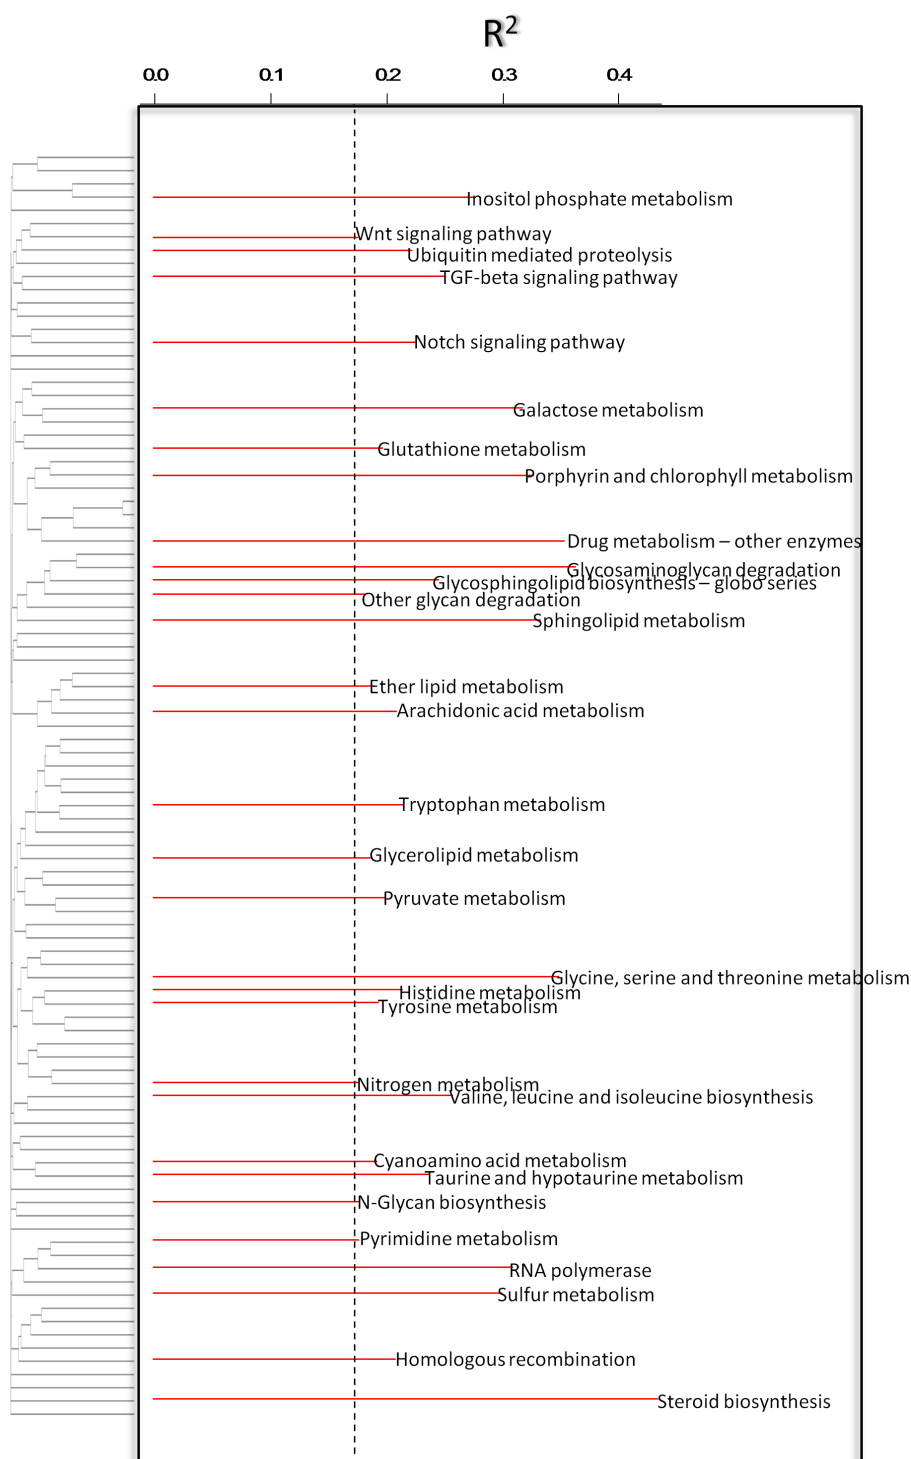 R²
0.0 0.1 0.2 0.3 0.4
Inositol phosphate metabolism
Wnt signaling pathway
Ubiquitin mediated proteolysis
TGF-beta signaling pathway
Notch signaling pathway
Galactose metabolism
Glutathione metabolism
Porphyrin and chlorophyll metabolism
Drug metabolism – other enzymes
Glycosaminoglycan degradation
Glycosphingolipid biosynthesis – globo series
Other glycan degradation
Sphingolipid metabolism
Ether lipid metabolism
Arachidonic acid metabolism
Tryptophan metabolism
Glycerolipid metabolism
Pyruvate metabolism
Glycine, serine and threonine metabolism
Histidine metabolism
Tyrosine metabolism
Nitrogen metabolism
Valine, leucine and isoleucine biosynthesis
Cyanoamino acid metabolism
Taurine and hypotaurine metabolism
N-Glycan biosynthesis
Pyrimidine metabolism
RNA polymerase
Sulfur metabolism
Homologous recombination
Steroid biosynthesis